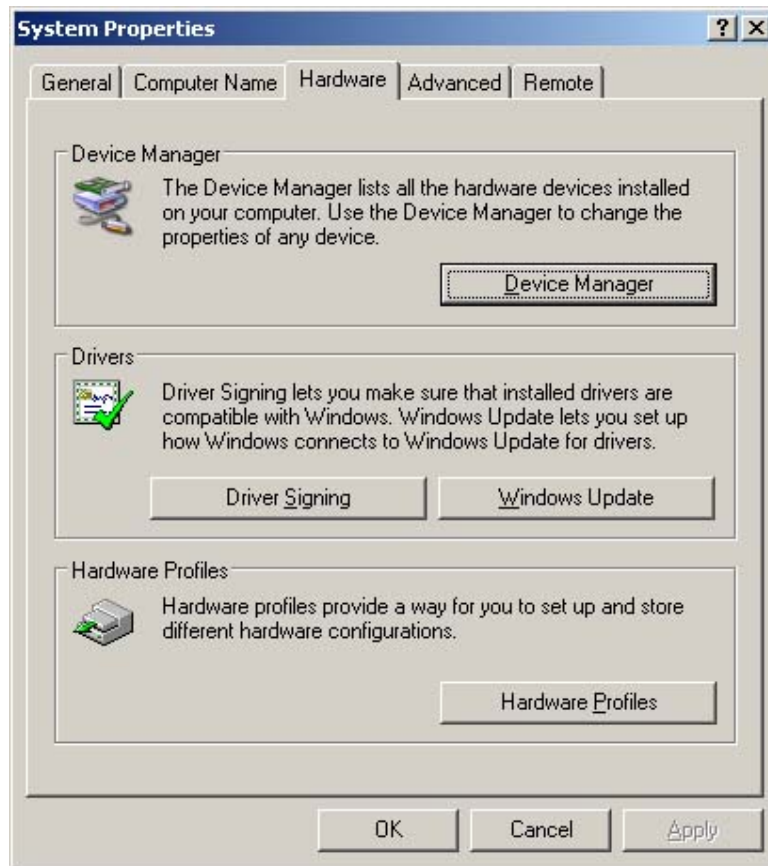 System Properties
General Computer Name Hardware Advanced Remote
Device Manager
The Device Manager lists all the hardware devices installed
on your computer. Use the Device Manager to change the
properties of any device.
Device Manager
Drivers
Driver Signing lets you make sure that installed drivers are
compatible with Windows. Windows Update lets you set up
how Windows connects to Windows Update for drivers.
Driver Signing Windows Update
Hardware Profiles
Hardware profiles provide a way for you to set up and store
different hardware configurations.
Hardware Profiles
OK Cancel Apply